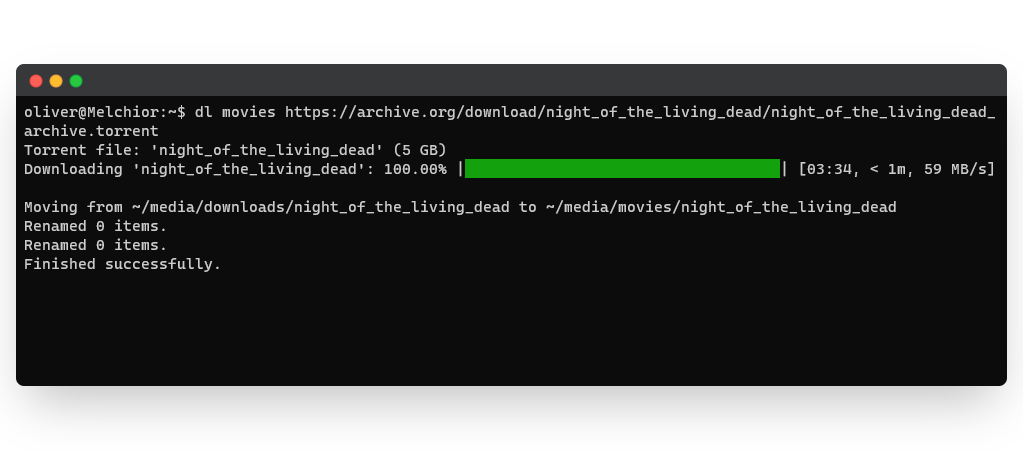 oliver@Melchior:~$ dl movies https://archive.org/download/night_of_the_living_dead/night_of_the_living_dead_
archive.torrent
Torrent file: 'night_of_the_living_dead' (5 GB)
Downloading 'night_of_the_living_dead': 100.00% || [03:34, < 1m, 59 MB/s]
Moving from ~/media/downloads/night_of_the_living_dead to ~/media/movies/night_of_the_living_dead
Renamed 0 items.
Renamed 0 items.
Finished successfully.